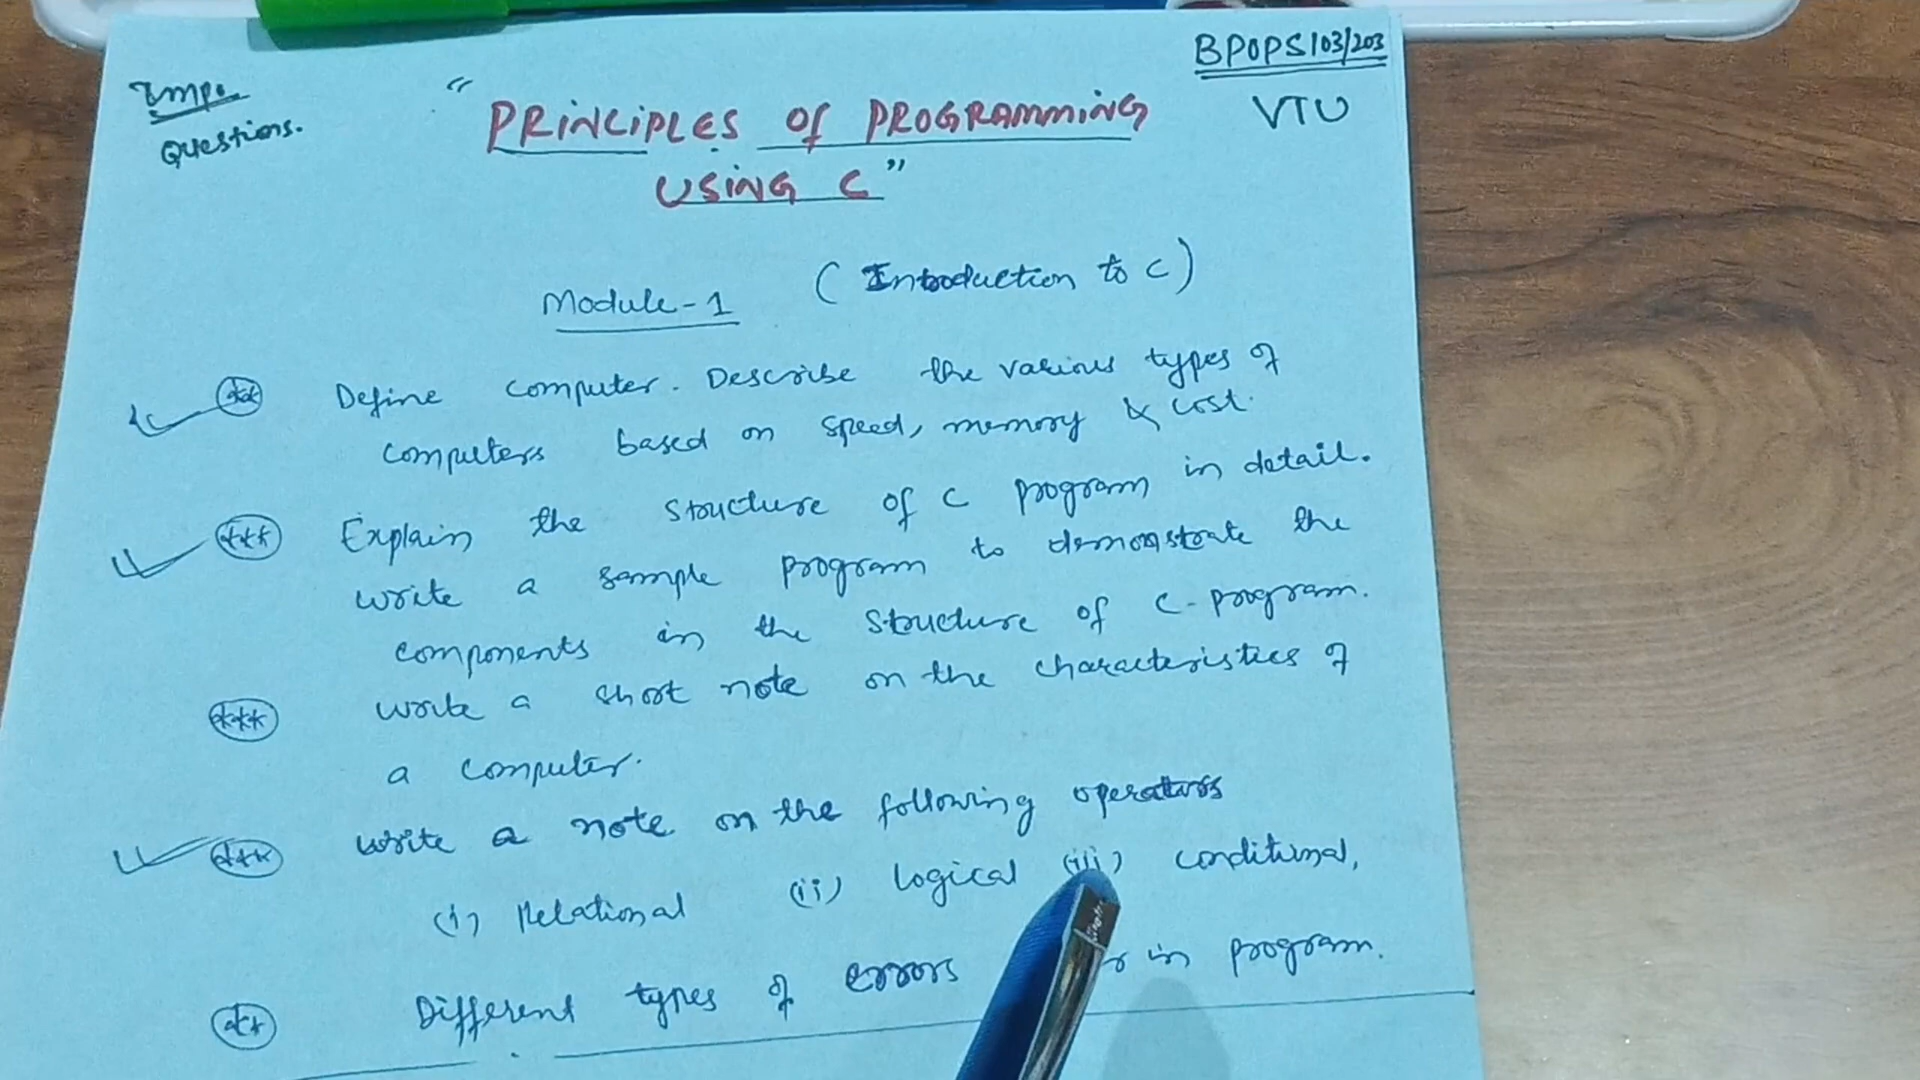 BPOPS103/203
Imp.
Questions.
VTU
"PRINCIPLES OF PROGRAMMING
USING C"
Module-1 (Introduction to C)
** Define computer. Describe the various types of
computers based on speed, memory & cost.
*** Explain the structure of C program in detail.
write a sample program to demonstrate the
components in the structure of C-program.
*** write a short note on the characteristics of
a computer.
*** write a note on the following operators
(i) Relational (ii) logical (iii) conditional,
** Different types of errors in program.